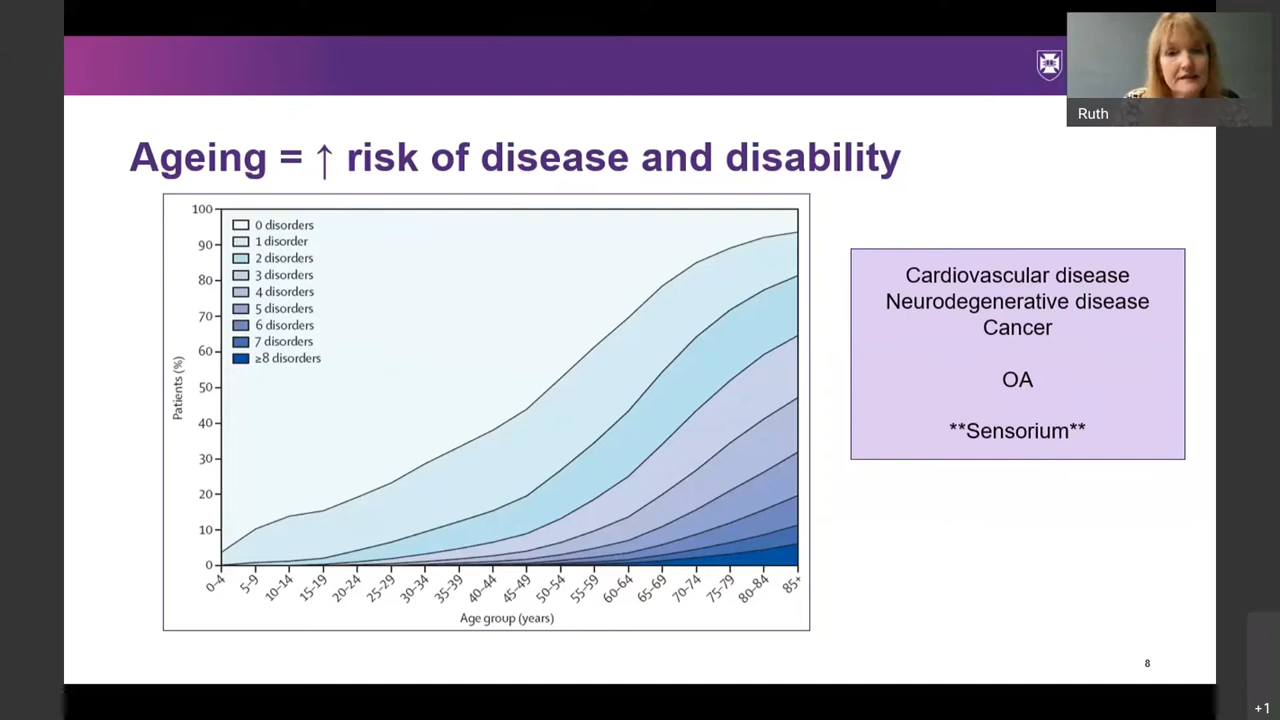 Ruth
Ageing = ↑ risk of disease and disability
100
90
80
70
60
50
40
30
20
10
0
Patients (%)
0 disorders
1 disorder
2 disorders
3 disorders
4 disorders
5 disorders
6 disorders
7 disorders
≥8 disorders
0-4
5-9
10-14
15-19
20-24
25-29
30-34
35-39
40-44
45-49
50-54
55-59
60-64
65-69
70-74
75-79
80-84
85+
Age group (years)
Cardiovascular disease
Neurodegenerative disease
Cancer
OA
**Sensorium**
8
+1